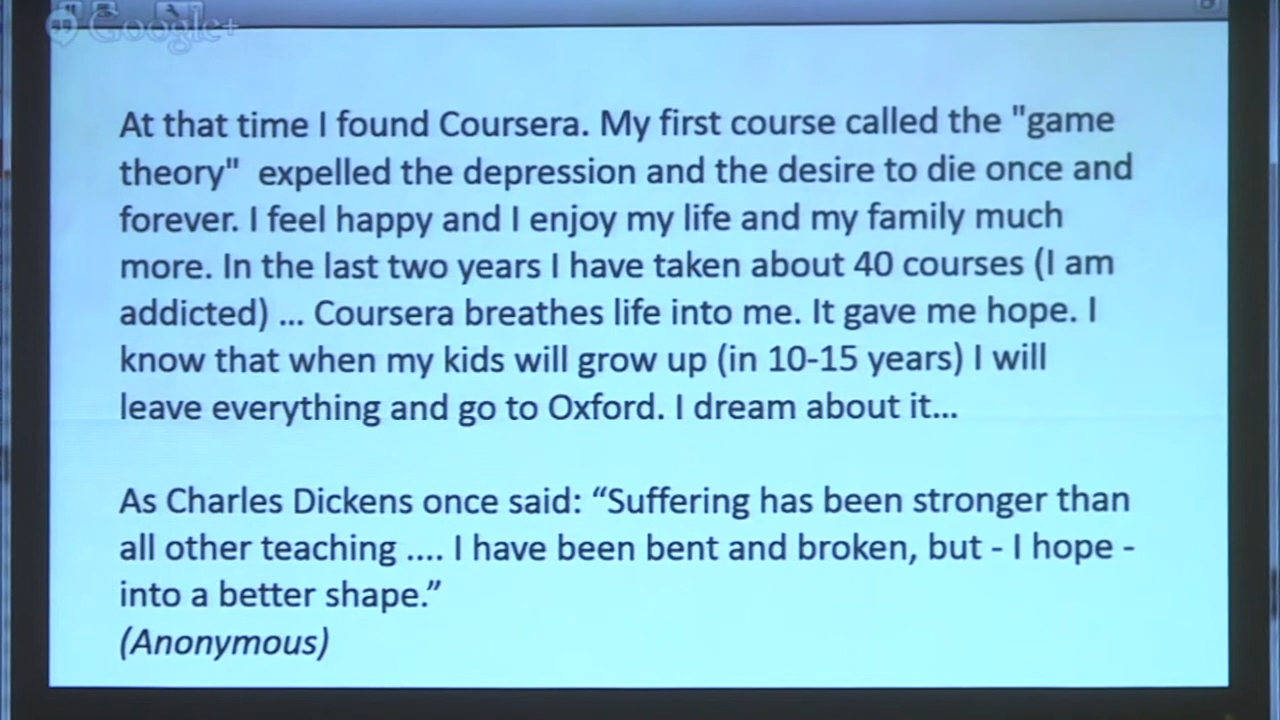 Google+
At that time I found Coursera. My first course called the "game
theory"  expelled the depression and the desire to die once and
forever. I feel happy and I enjoy my life and my family much
more. In the last two years I have taken about 40 courses (I am
addicted) ... Coursera breathes life into me. It gave me hope. I
know that when my kids will grow up (in 10-15 years) I will
leave everything and go to Oxford. I dream about it...
As Charles Dickens once said: “Suffering has been stronger than
all other teaching .... I have been bent and broken, but - I hope -
into a better shape.”
(Anonymous)